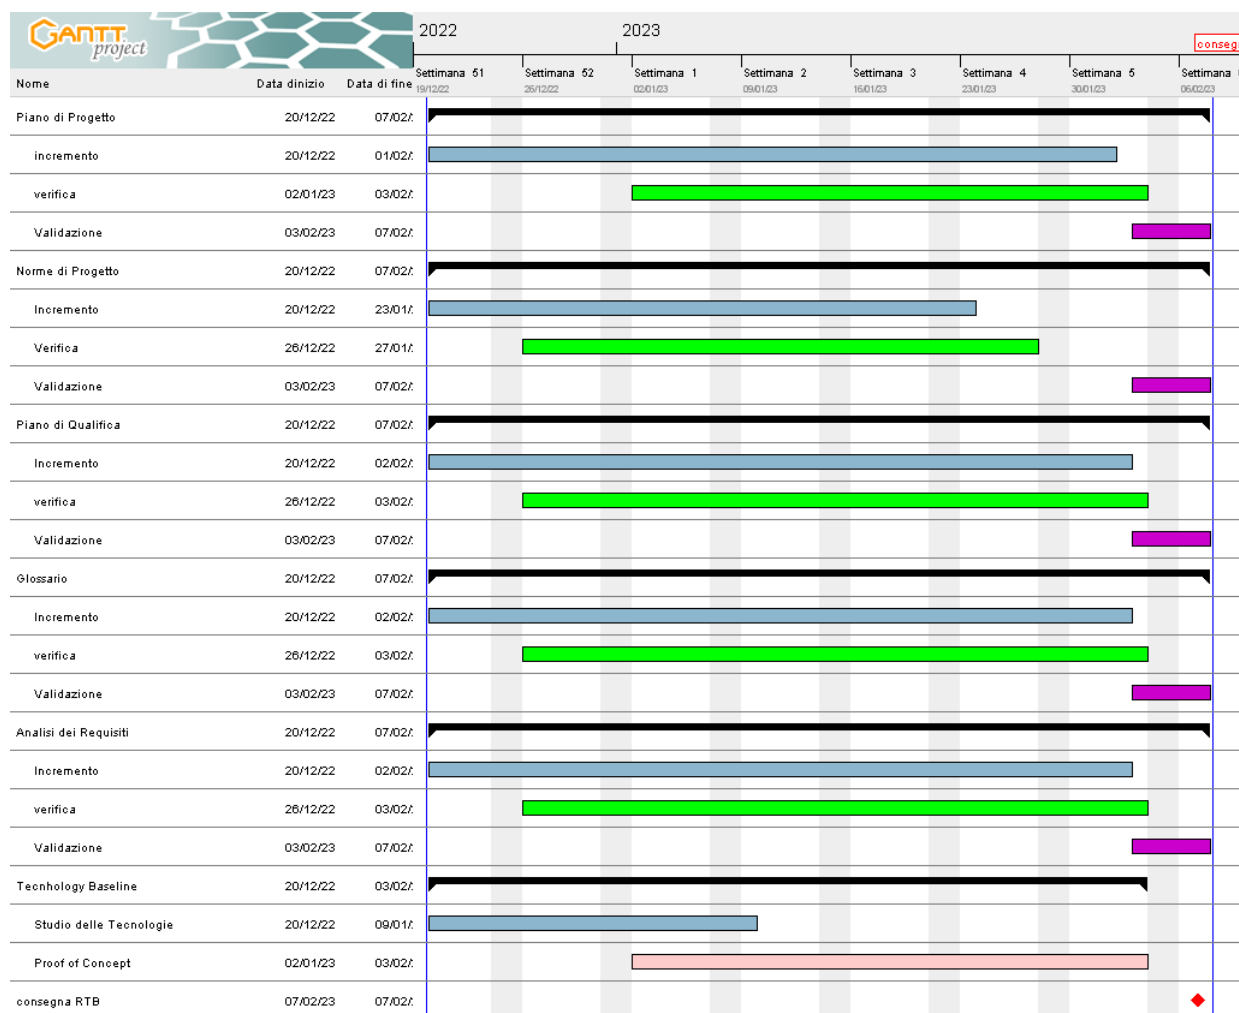 GANTT
project
2022 2023
consegn
Nome Data dinizio Data di fine
Settimana 51 Settimana 52 Settimana 1 Settimana 2 Settimana 3 Settimana 4 Settimana 5 Settimana
19/12/22 26/12/22 02/01/23 09/01/23 16/01/23 23/01/23 30/01/23 06/02/23
Piano di Progetto 20/12/22 07/02/
incremento 20/12/22 01/02/
verifica 02/01/23 03/02/
Validazione 03/02/23 07/02/
Norme di Progetto 20/12/22 07/02/
Incremento 20/12/22 23/01/
Verifica 26/12/22 27/01/
Validazione 03/02/23 07/02/
Piano di Qualifica 20/12/22 07/02/
Incremento 20/12/22 02/02/
verifica 26/12/22 03/02/
Validazione 03/02/23 07/02/
Glossario 20/12/22 07/02/
Incremento 20/12/22 02/02/
verifica 26/12/22 03/02/
Validazione 03/02/23 07/02/
Analisi dei Requisiti 20/12/22 07/02/
Incremento 20/12/22 02/02/
verifica 26/12/22 03/02/
Validazione 03/02/23 07/02/
Tecnhology Baseline 20/12/22 03/02/
Studio delle Tecnologie 20/12/22 09/01/
Proof of Concept 02/01/23 03/02/
consegna RTB 07/02/23 07/02/